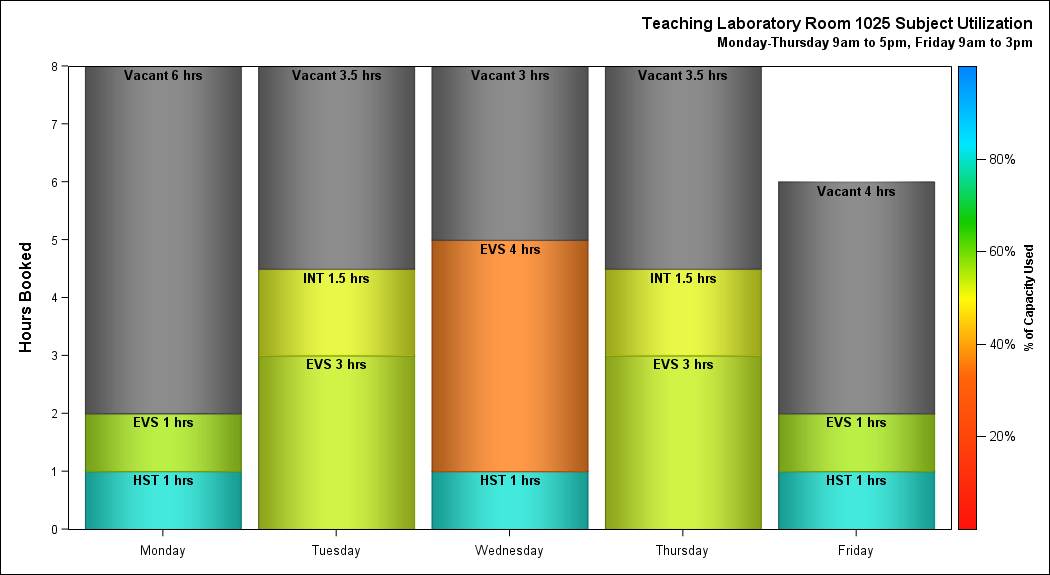 Teaching Laboratory Room 1025 Subject Utilization
Monday-Thursday 9am to 5pm, Friday 9am to 3pm
Hours Booked
8
7
6
5
4
3
2
1
0
Vacant 6 hrs
EVS 1 hrs
HST 1 hrs
Vacant 3.5 hrs
INT 1.5 hrs
EVS 3 hrs
Vacant 3 hrs
EVS 4 hrs
HST 1 hrs
Vacant 3.5 hrs
INT 1.5 hrs
EVS 3 hrs
Vacant 4 hrs
EVS 1 hrs
HST 1 hrs
Monday
Tuesday
Wednesday
Thursday
Friday
80%
60%
40%
20%
% of Capacity Used